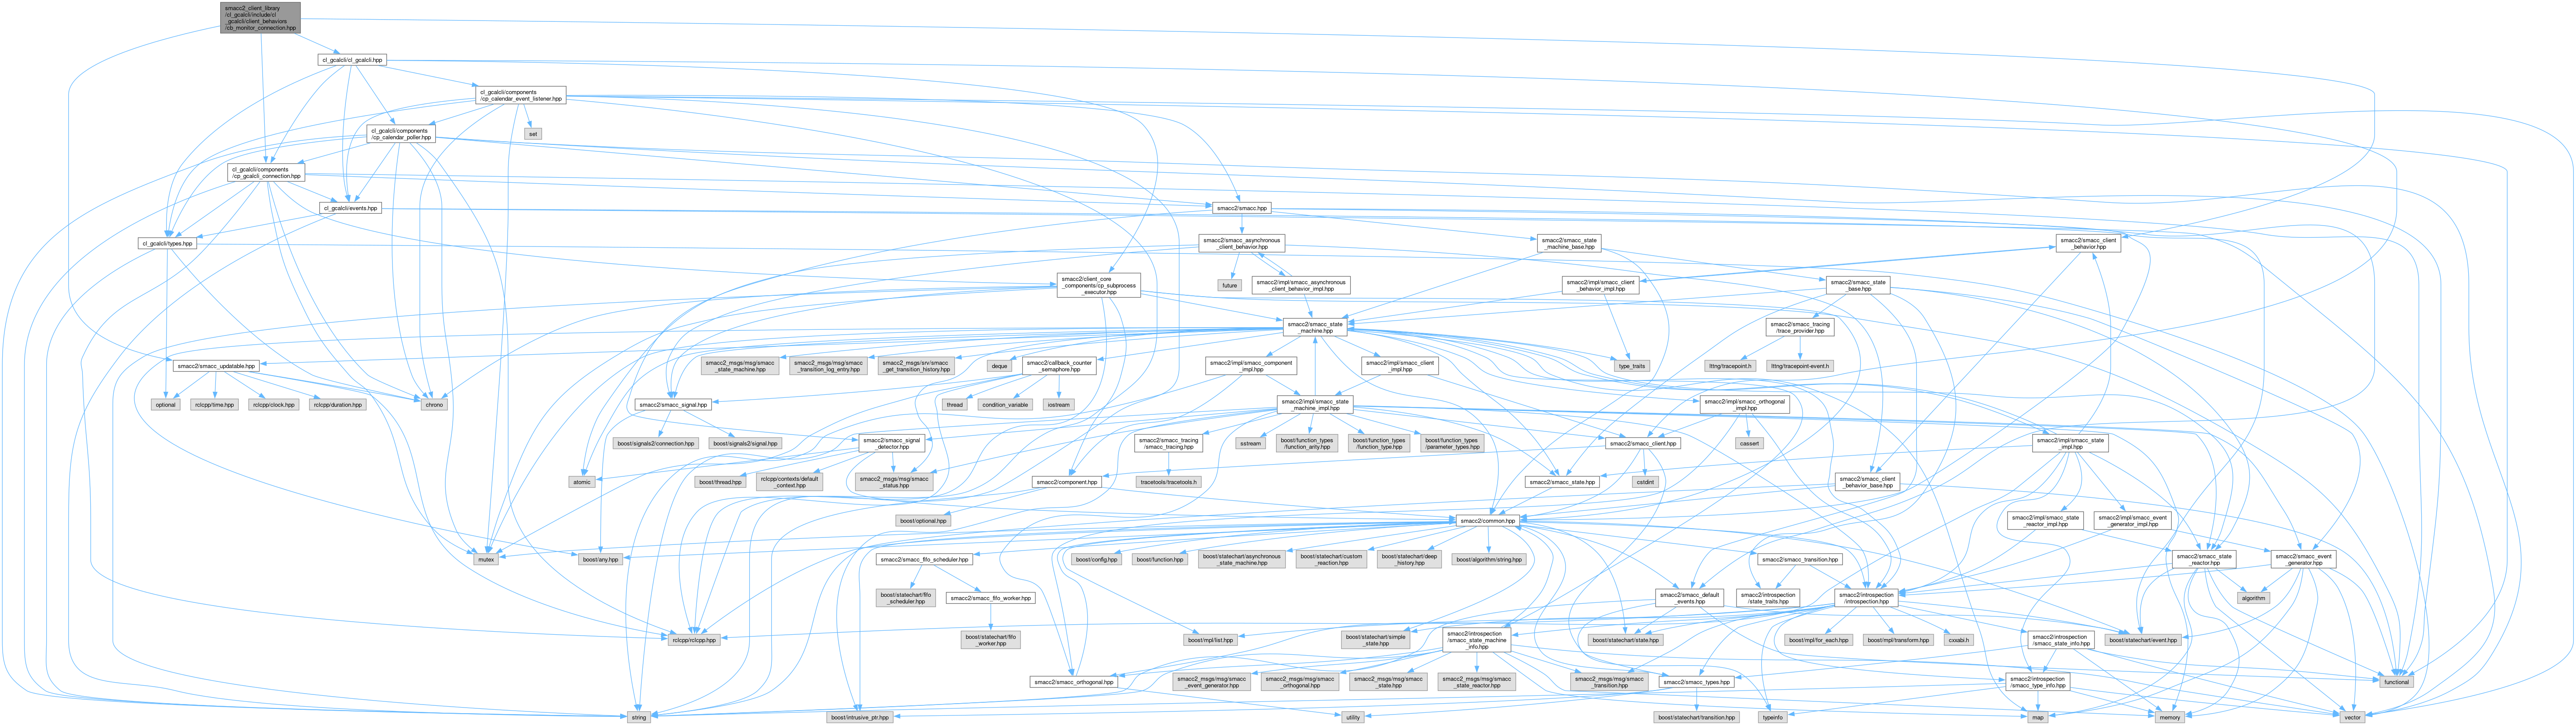 smacc2_client_library
/cl_gcalcli/include/cl
_gcalcli/client_behaviors
/cb_monitor_connection.hpp
cl_gcalcli/cl_gcalcli.hpp
cl_gcalcli/components
/cp_calendar_event_listener.hpp
cl_gcalcli/components
/cp_calendar_poller.hpp
set
cl_gcalcli/components
/cp_gcalcli_connection.hpp
cl_gcalcli/events.hpp
smacc2/smacc.hpp
cl_gcalcli/types.hpp
smacc2/smacc_asynchronous
_client_behavior.hpp
smacc2/smacc_state
_machine_base.hpp
smacc2/smacc_client
_behavior.hpp
smacc2/client_core
_components/cp_subprocess
_executor.hpp
future
smacc2/impl/smacc_asynchronous
_client_behavior_impl.hpp
smacc2/impl/smacc_client
_behavior_impl.hpp
smacc2/smacc_state
_base.hpp
smacc2/smacc_state
_machine.hpp
smacc2/smacc_tracing
/trace_provider.hpp
smacc2/smacc_updatable.hpp
smacc2_msgs/msg/smacc
_state_machine.hpp
smacc2_msgs/msg/smacc
_transition_log_entry.hpp
smacc2_msgs/srv/smacc
_get_transition_history.hpp
deque
smacc2/callback_counter
_semaphore.hpp
smacc2/impl/smacc_component
_impl.hpp
smacc2/impl/smacc_client
_impl.hpp
type_traits
lttng/tracepoint.h
lttng/tracepoint-event.h
optional
rclcpp/time.hpp
rclcpp/clock.hpp
rclcpp/duration.hpp
chrono
smacc2/smacc_signal.hpp
thread
condition_variable
iostream
smacc2/impl/smacc_state
_machine_impl.hpp
smacc2/impl/smacc_orthogonal
_impl.hpp
boost/signals2/connection.hpp
boost/signals2/signal.hpp
smacc2/smacc_signal
_detector.hpp
smacc2/smacc_tracing
/smacc_tracing.hpp
sstream
boost/function_types
/function_arity.hpp
boost/function_types
/function_type.hpp
boost/function_types
/parameter_types.hpp
smacc2/smacc_client.hpp
cassert
smacc2/impl/smacc_state
_impl.hpp
atomic
boost/thread.hpp
rclcpp/contexts/default
_context.hpp
smacc2_msgs/msg/smacc
_status.hpp
smacc2/component.hpp
tracetools/tracetools.h
smacc2/smacc_state.hpp
cstdint
smacc2/smacc_client
_behavior_base.hpp
boost/optional.hpp
smacc2/common.hpp
smacc2/impl/smacc_state
_reactor_impl.hpp
smacc2/impl/smacc_event
_generator_impl.hpp
mutex
boost/any.hpp
smacc2/smacc_fifo_scheduler.hpp
boost/config.hpp
boost/function.hpp
boost/statechart/asynchronous
_state_machine.hpp
boost/statechart/custom
_reaction.hpp
boost/statechart/deep
_history.hpp
boost/algorithm/string.hpp
smacc2/smacc_transition.hpp
smacc2/smacc_state
_reactor.hpp
smacc2/smacc_event
_generator.hpp
boost/statechart/fifo
_scheduler.hpp
smacc2/smacc_fifo_worker.hpp
smacc2/smacc_default
_events.hpp
smacc2/introspection
/state_traits.hpp
smacc2/introspection
/introspection.hpp
algorithm
rclcpp/rclcpp.hpp
boost/statechart/fifo
_worker.hpp
boost/mpl/list.hpp
boost/statechart/simple
_state.hpp
smacc2/introspection
/smacc_state_machine
_info.hpp
boost/statechart/state.hpp
boost/mpl/for_each.hpp
boost/mpl/transform.hpp
cxxabi.h
smacc2/introspection
/smacc_state_info.hpp
boost/statechart/event.hpp
smacc2/smacc_orthogonal.hpp
smacc2_msgs/msg/smacc
_event_generator.hpp
smacc2_msgs/msg/smacc
_orthogonal.hpp
smacc2_msgs/msg/smacc
_state.hpp
smacc2_msgs/msg/smacc
_state_reactor.hpp
smacc2_msgs/msg/smacc
_transition.hpp
smacc2/smacc_types.hpp
smacc2/introspection
/smacc_type_info.hpp
functional
string
boost/intrusive_ptr.hpp
utility
boost/statechart/transition.hpp
typeinfo
map
memory
vector